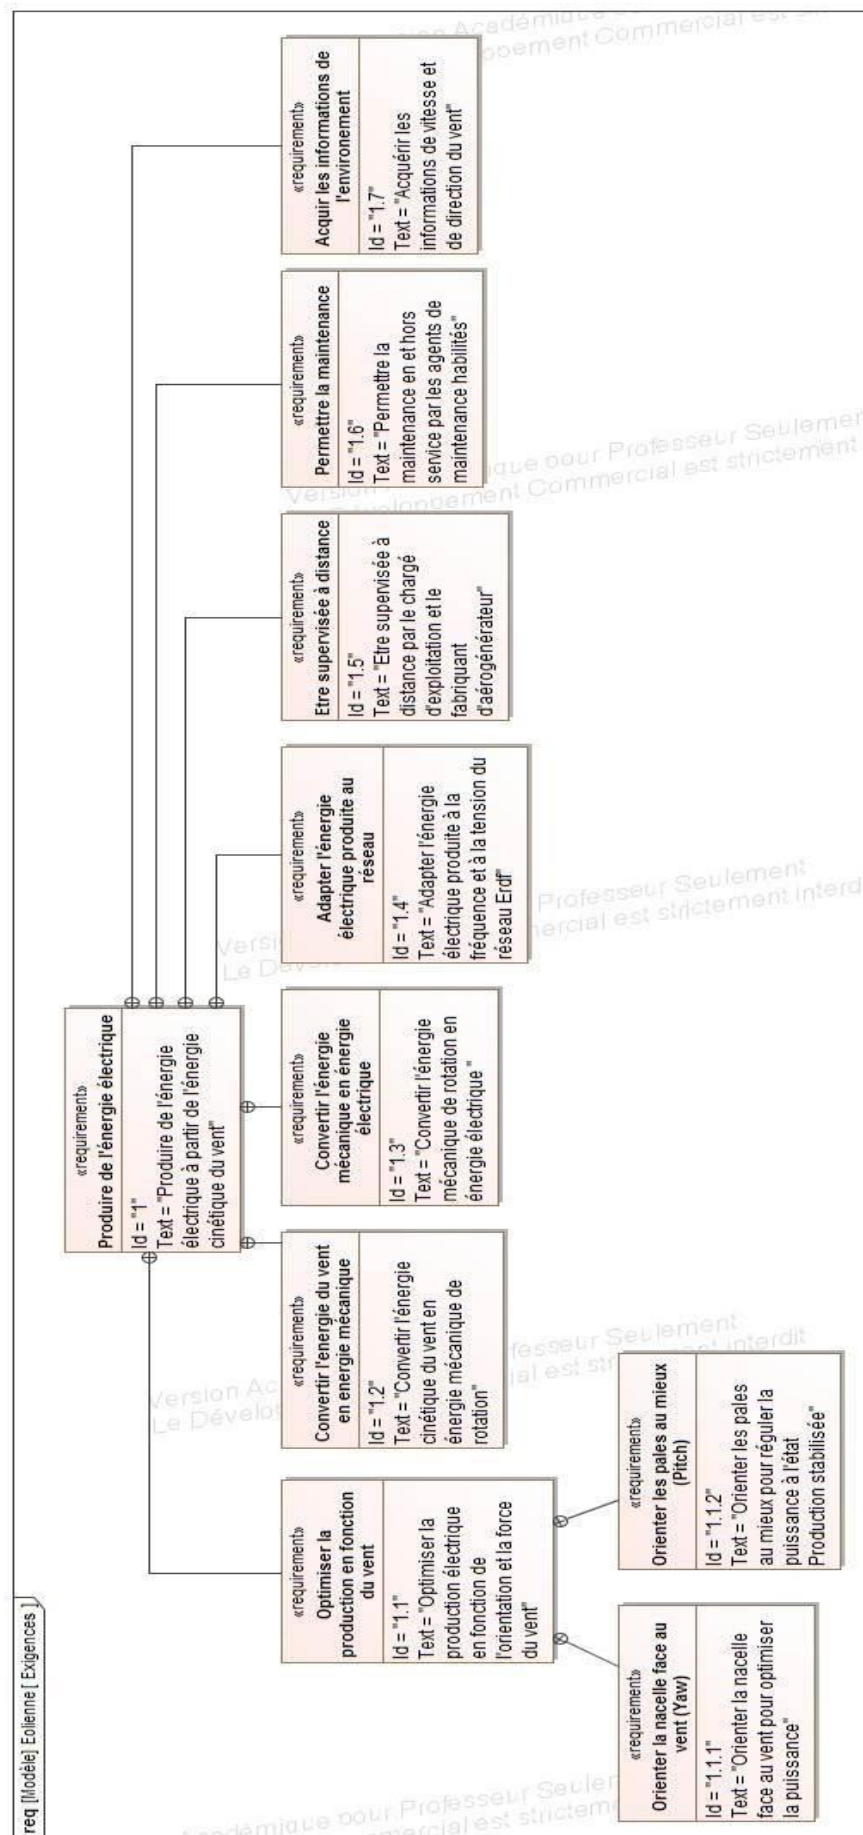 req [Modèle] Eolienne [ Exigences ]
«requirement»
Produire de l'énergie électrique
Id = "1"
Text = "Produire de l'énergie
électrique à partir de l'énergie
cinétique du vent"
«requirement»
Optimiser la
production en fonction
du vent
Id = "1.1"
Text = "Optimiser la
production électrique
en fonction de
l'orientation et la force
du vent"
«requirement»
Convertir l'energie du vent
en energie mécanique
Id = "1.2"
Text = "Convertir l'énergie
cinétique du vent en
énergie mécanique de
rotation"
«requirement»
Convertir l'énergie
mécanique en énergie
électrique
Id = "1.3"
Text = "Convertir l'énergie
mécanique de rotation en
énergie électrique "
«requirement»
Adapter l'énergie
électrique produite au
réseau
Id = "1.4"
Text = "Adapter l'énergie
électrique produite à la
fréquence et à la tension du
réseau Erdf"
«requirement»
Etre supervisée à distance
Id = "1.5"
Text = "Etre supervisée à
distance par le chargé
d'exploitation et le
fabriquant
d'aérogénérateur"
«requirement»
Permettre la maintenance
Id = "1.6"
Text = "Permettre la
maintenance en et hors
service par les agents de
maintenance habilités"
«requirement»
Acquir les informations de
l'environement
Id = "1.7"
Text = "Acquérir les
informations de vitesse et
de direction du vent"
«requirement»
Orienter la nacelle face au
vent (Yaw)
Id = "1.1.1"
Text = "Orienter la nacelle
face au vent pour optimiser
la puissance"
«requirement»
Orienter les pales au mieux
(Pitch)
Id = "1.1.2"
Text = "Orienter les pales
au mieux pour réguler la
puissance à l'état
Production stabilisée"